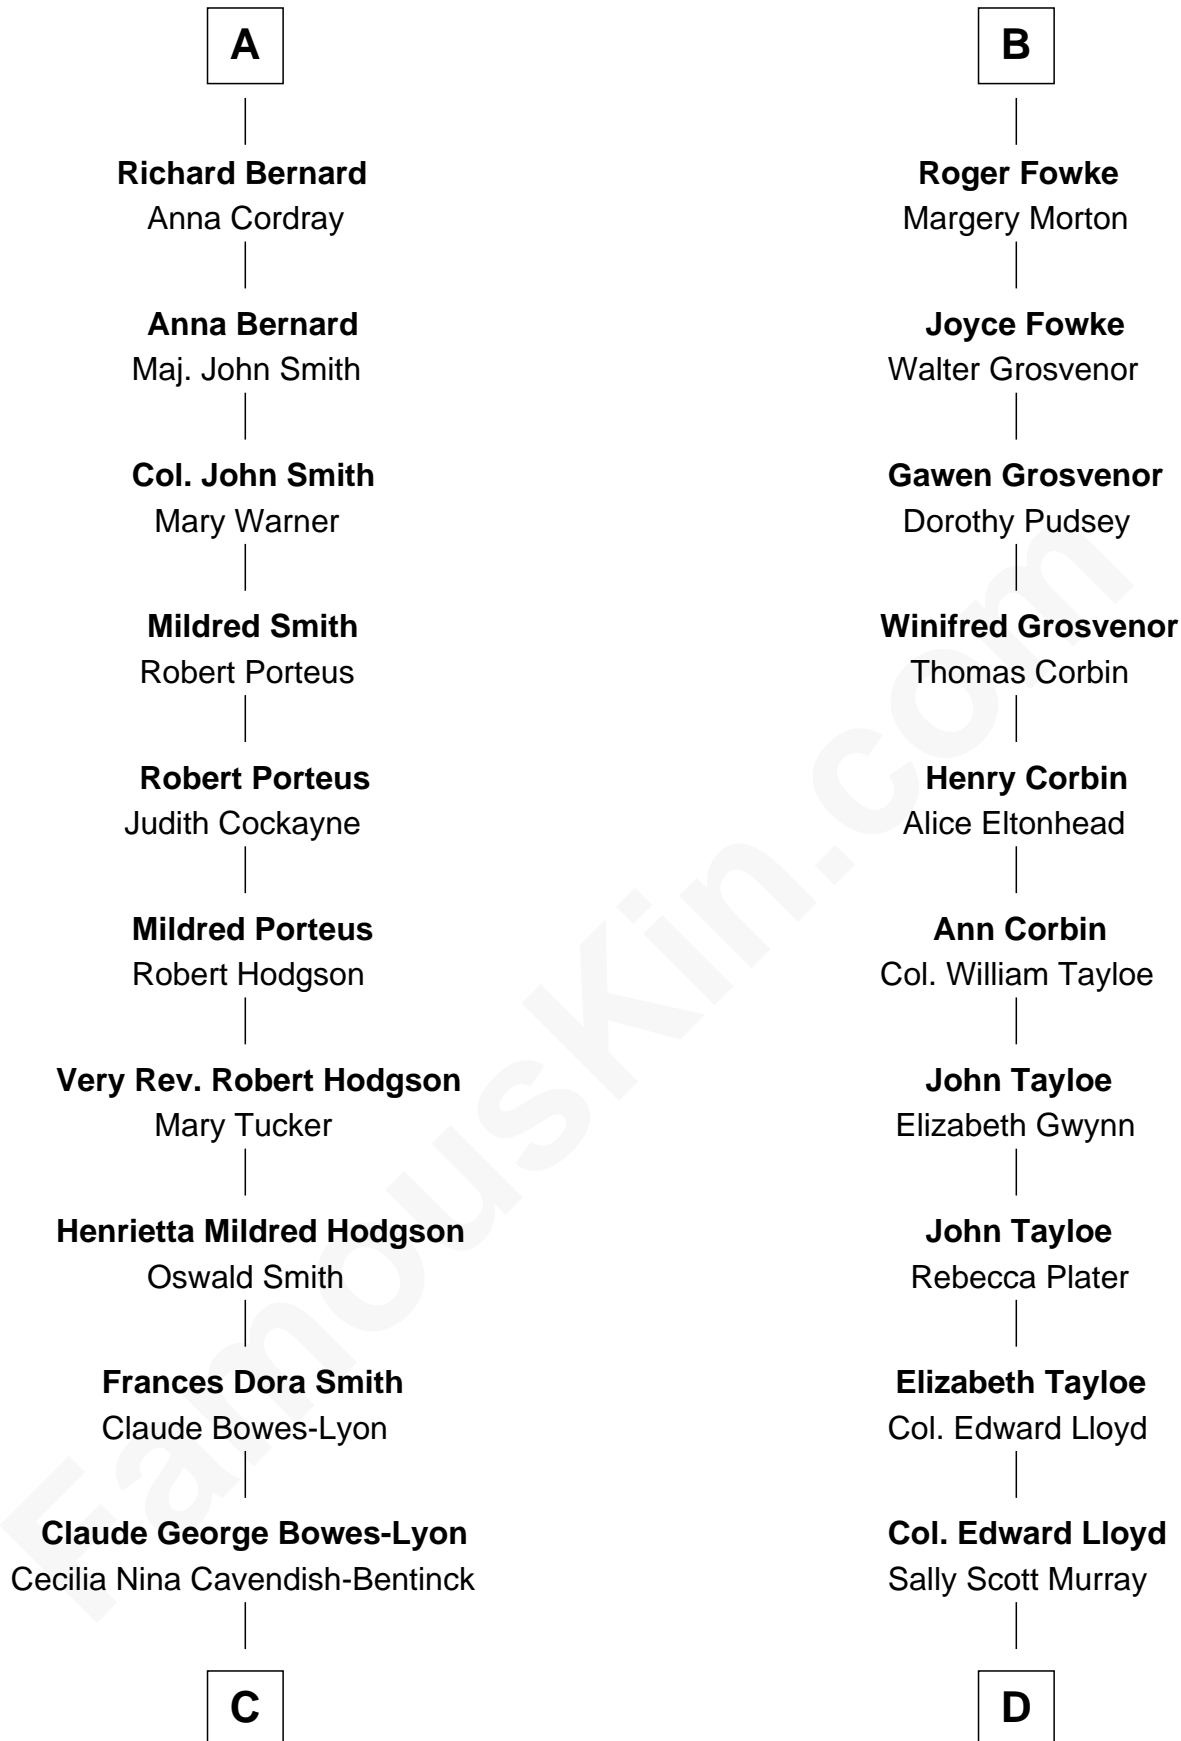 A
Richard Bernard
Anna Cordray
Anna Bernard
Maj. John Smith
Col. John Smith
Mary Warner
Mildred Smith
Robert Porteus
Robert Porteus
Judith Cockayne
Mildred Porteus
Robert Hodgson
Very Rev. Robert Hodgson
Mary Tucker
Henrietta Mildred Hodgson
Oswald Smith
Frances Dora Smith
Claude Bowes-Lyon
Claude George Bowes-Lyon
Cecilia Nina Cavendish-Bentinck
C
B
Roger Fowke
Margery Morton
Joyce Fowke
Walter Grosvenor
Gawen Grosvenor
Dorothy Pudsey
Winifred Grosvenor
Thomas Corbin
Henry Corbin
Alice Eltonhead
Ann Corbin
Col. William Tayloe
John Tayloe
Elizabeth Gwynn
John Tayloe
Rebecca Plater
Elizabeth Tayloe
Col. Edward Lloyd
Col. Edward Lloyd
Sally Scott Murray
D
FamousKin.com